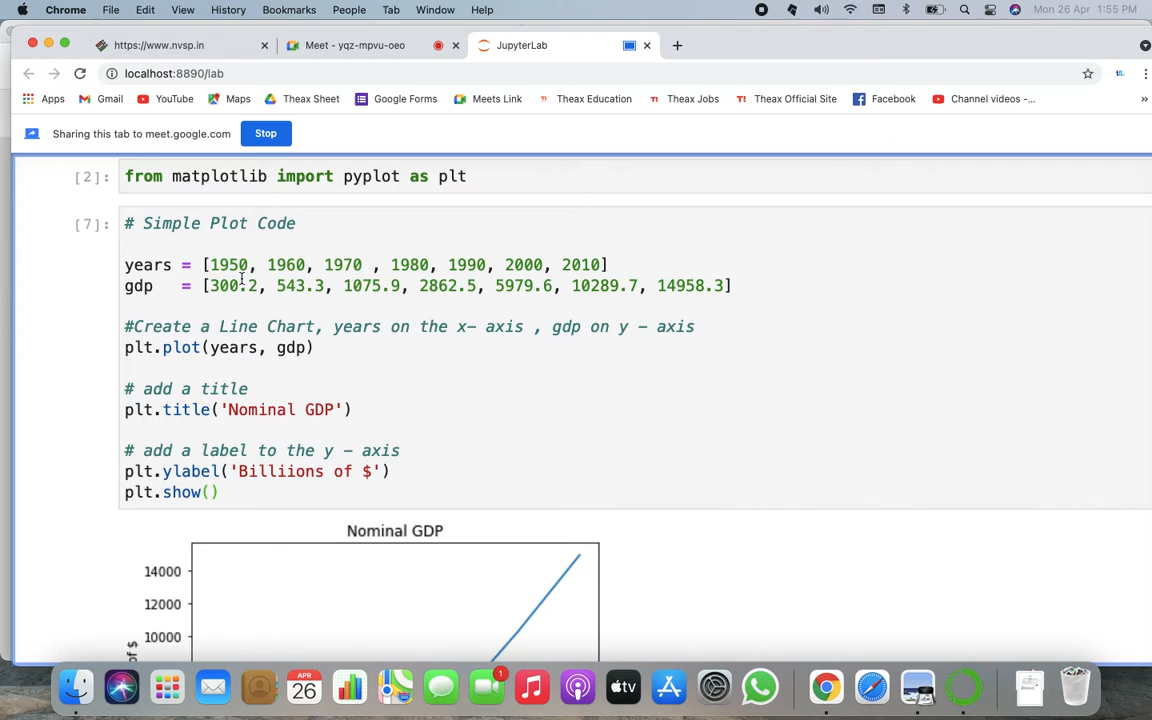 Chrome File Edit View History Bookmarks People Tab Window Help Mon 26 Apr 1:55 PM
https://www.nvsp.in Meet - yqz-mpvu-oeo JupyterLab
localhost:8890/lab
Apps Gmail YouTube Maps Theax Sheet Google Forms Meets Link Theax Education Theax Jobs Theax Official Site Facebook Channel videos -...
Sharing this tab to meet.google.com Stop
[2]: from matplotlib import pyplot as plt
[7]: # Simple Plot Code
years = [1950, 1960, 1970 , 1980, 1990, 2000, 2010]
gdp = [300.2, 543.3, 1075.9, 2862.5, 5979.6, 10289.7, 14958.3]
#Create a Line Chart, years on the x- axis , gdp on y - axis
plt.plot(years, gdp)
# add a title
plt.title('Nominal GDP')
# add a label to the y - axis
plt.ylabel('Billiions of $')
plt.show()
Nominal GDP
14000
12000
10000
of $
APR
26
1
tv